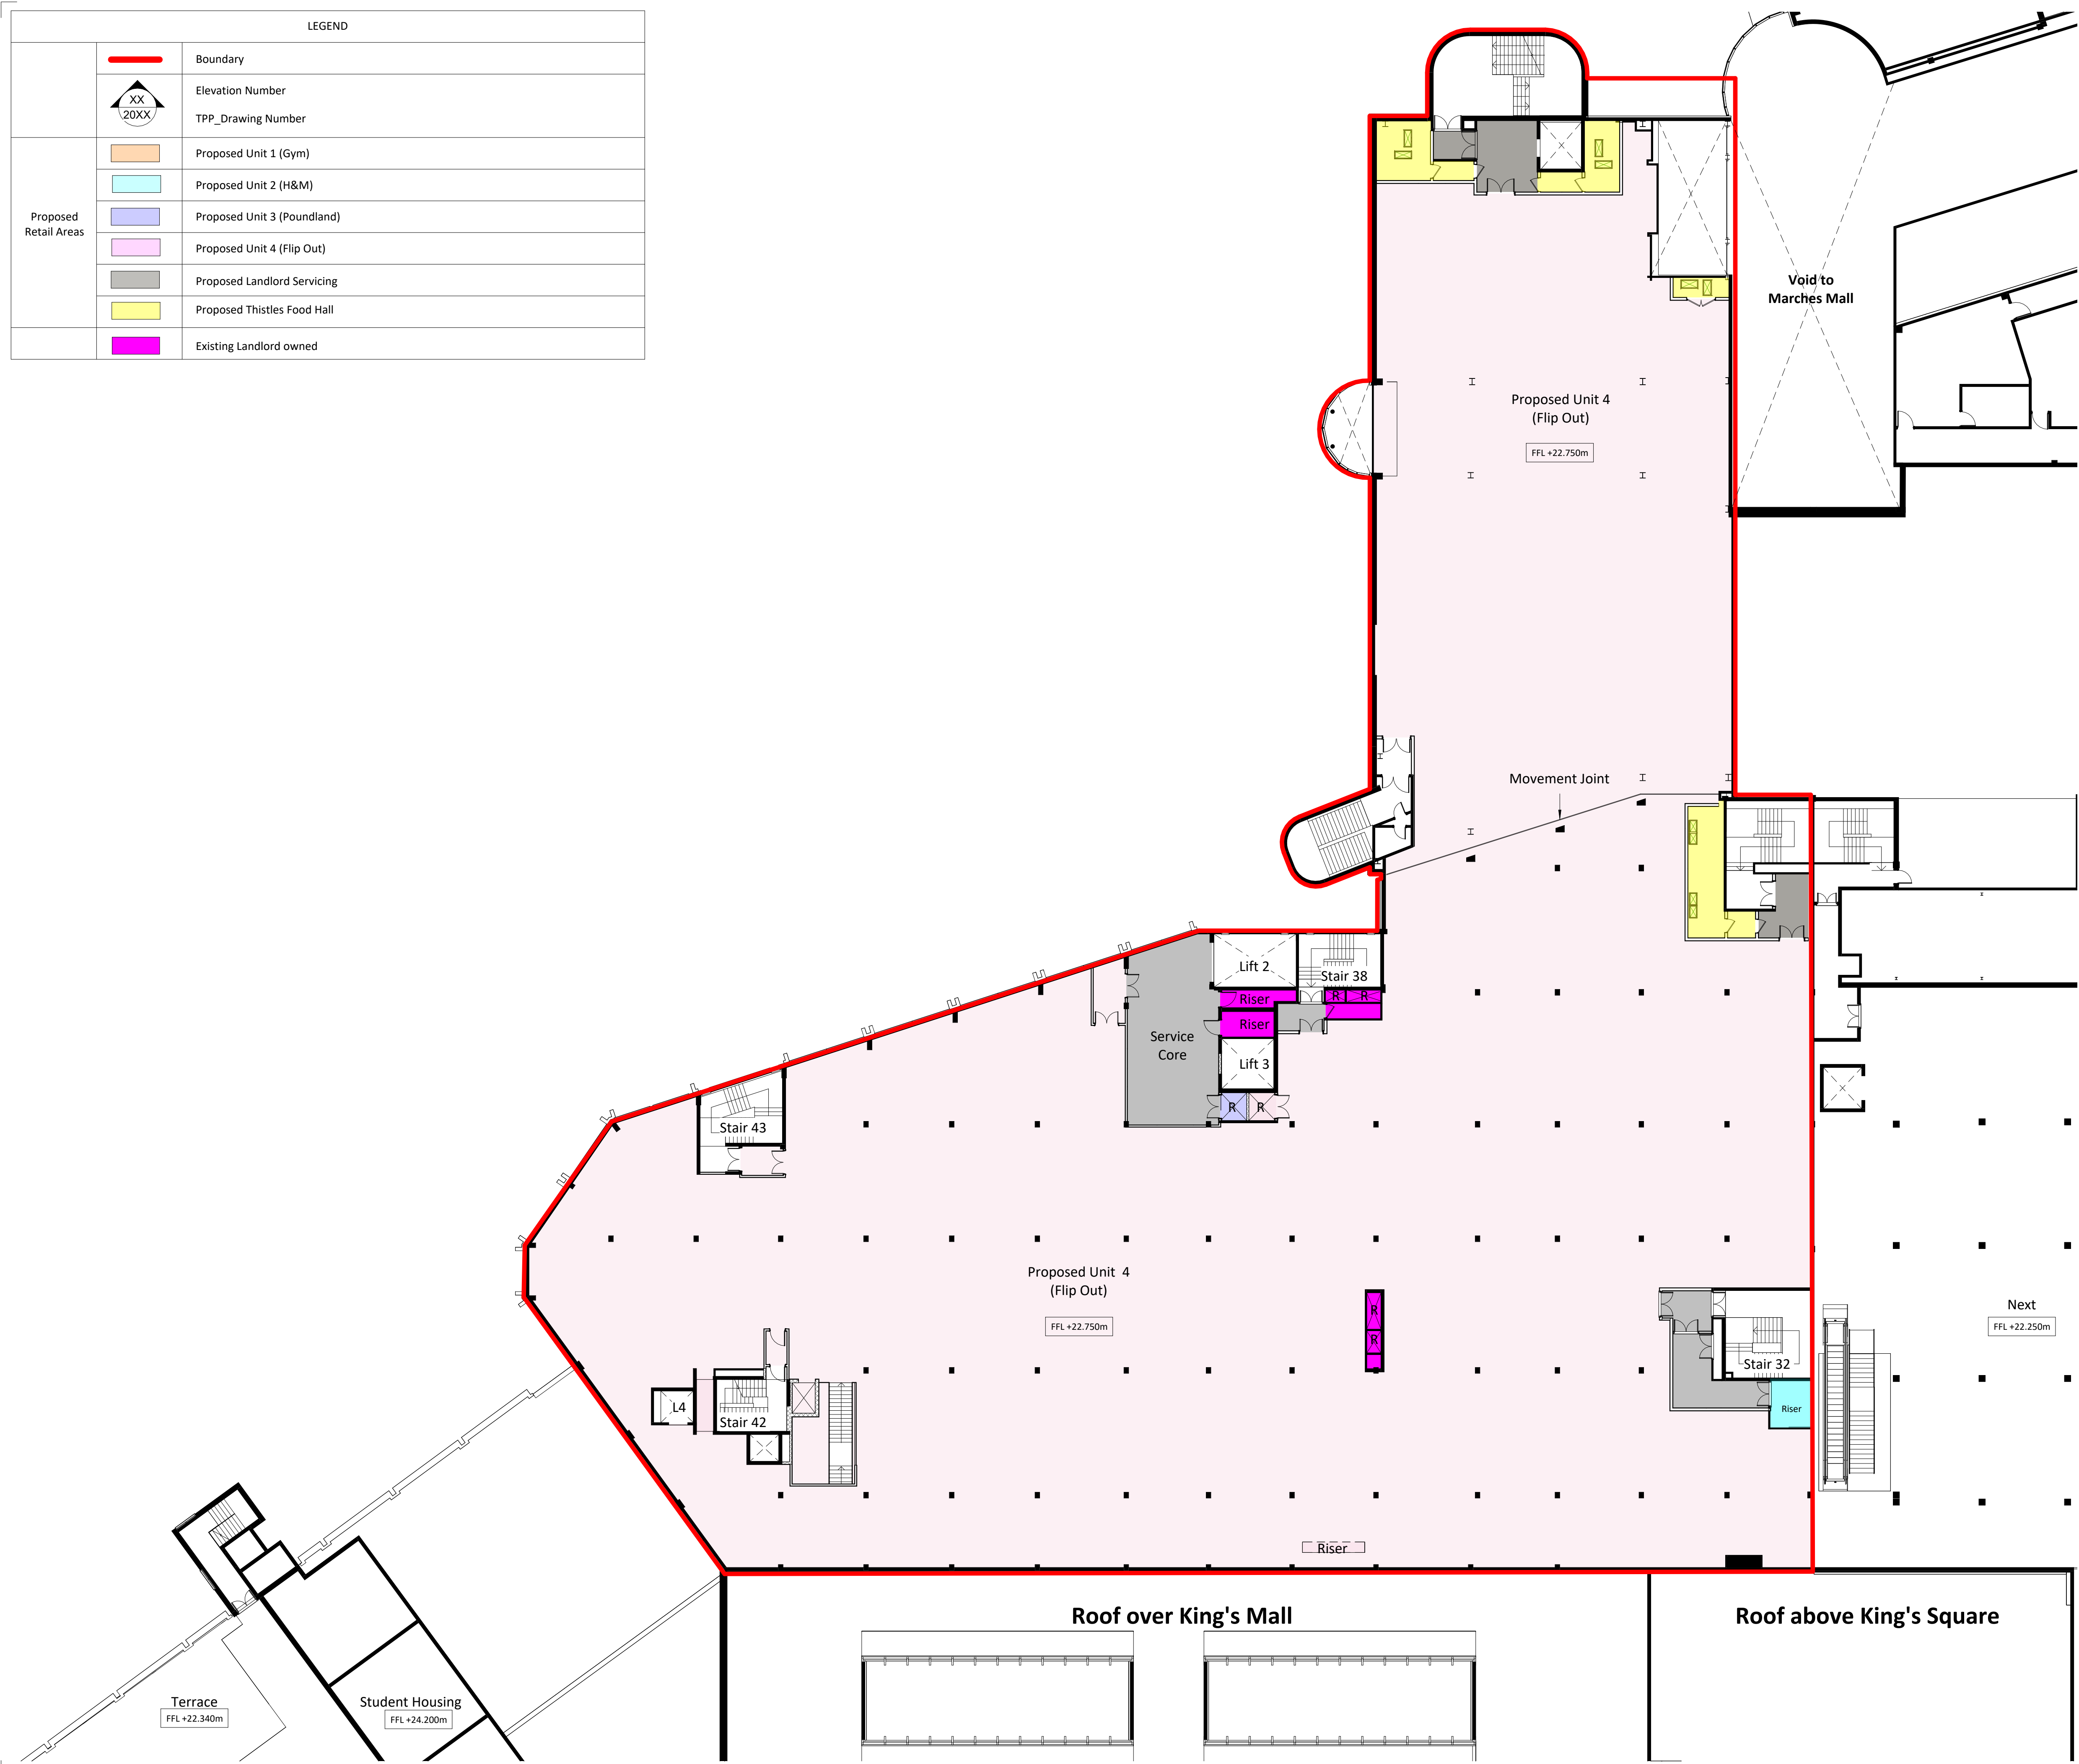 LEGEND
Boundary
XX
20XX
Elevation Number
TPP_Drawing Number
Proposed
Retail Areas
Proposed Unit 1 (Gym)
Proposed Unit 2 (H&M)
Proposed Unit 3 (Poundland)
Proposed Unit 4 (Flip Out)
Proposed Landlord Servicing
Proposed Thistles Food Hall
Existing Landlord owned
Void to
Marches Mall
Proposed Unit 4
(Flip Out)
FFL +22.750m
Movement Joint
Lift 2
Stair 38
Riser
R
R
Riser
Service
Core
Lift 3
R
R
Stair 43
Proposed Unit 4
(Flip Out)
FFL +22.750m
R
R
Next
FFL +22.250m
Stair 32
Riser
L4
Stair 42
Riser
Roof over King's Mall
Roof above King's Square
Terrace
FFL +22.340m
Student Housing
FFL +24.200m